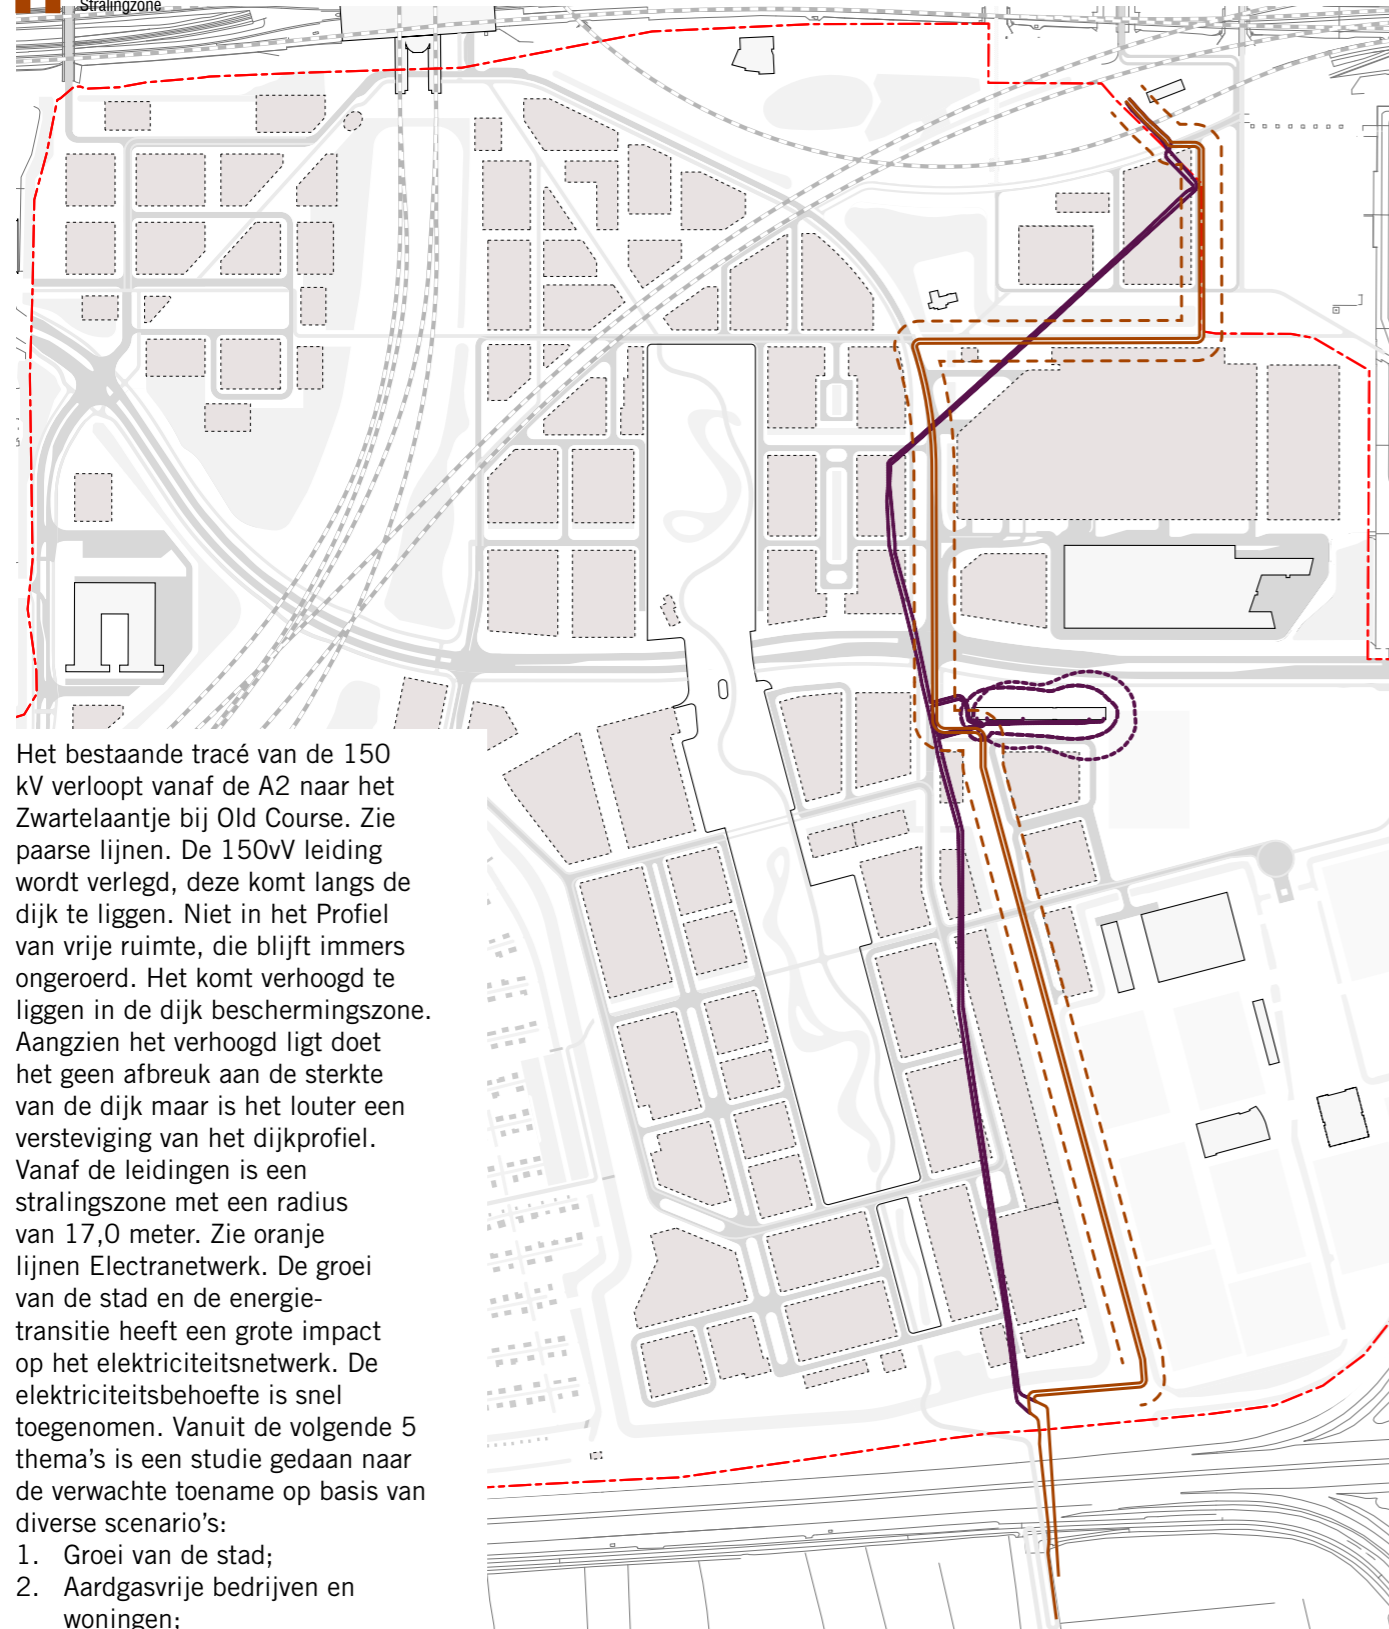 Stralingzone
Het bestaande tracé van de 150
kV verloopt vanaf de A2 naar het
Zwartelaantje bij Old Course. Zie
paarse lijnen. De 150vV leiding
wordt verlegd, deze komt langs de
dijk te liggen. Niet in het Profiel
van vrije ruimte, die blijft immers
ongeroerd. Het komt verhoogd te
liggen in de dijk beschermingszone.
Aangzien het verhoogd ligt doet
het geen afbreuk aan de sterkte
van de dijk maar is het louter een
versteviging van het dijkprofiel.
Vanaf de leidingen is een
stralingszone met een radius
van 17,0 meter. Zie oranje
lijnen Electranetwerk. De groei
van de stad en de energie-
transitie heeft een grote impact
op het elektriciteitsnetwerk. De
elektriciteitsbehoefte is snel
toegenomen. Vanuit de volgende 5
thema's is een studie gedaan naar
de verwachte toename op basis van
diverse scenario's:
1. Groei van de stad;
2. Aardgasvrije bedrijven en
woningen;